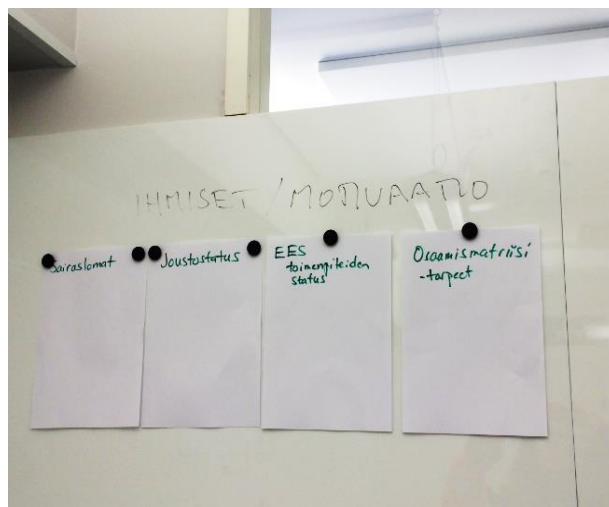 IHMISET / MOTIVAATIO
Sairaslomat
Joustostatus
EES
toimenpiteiden
status
Osaamismatriisi
-tarpeet